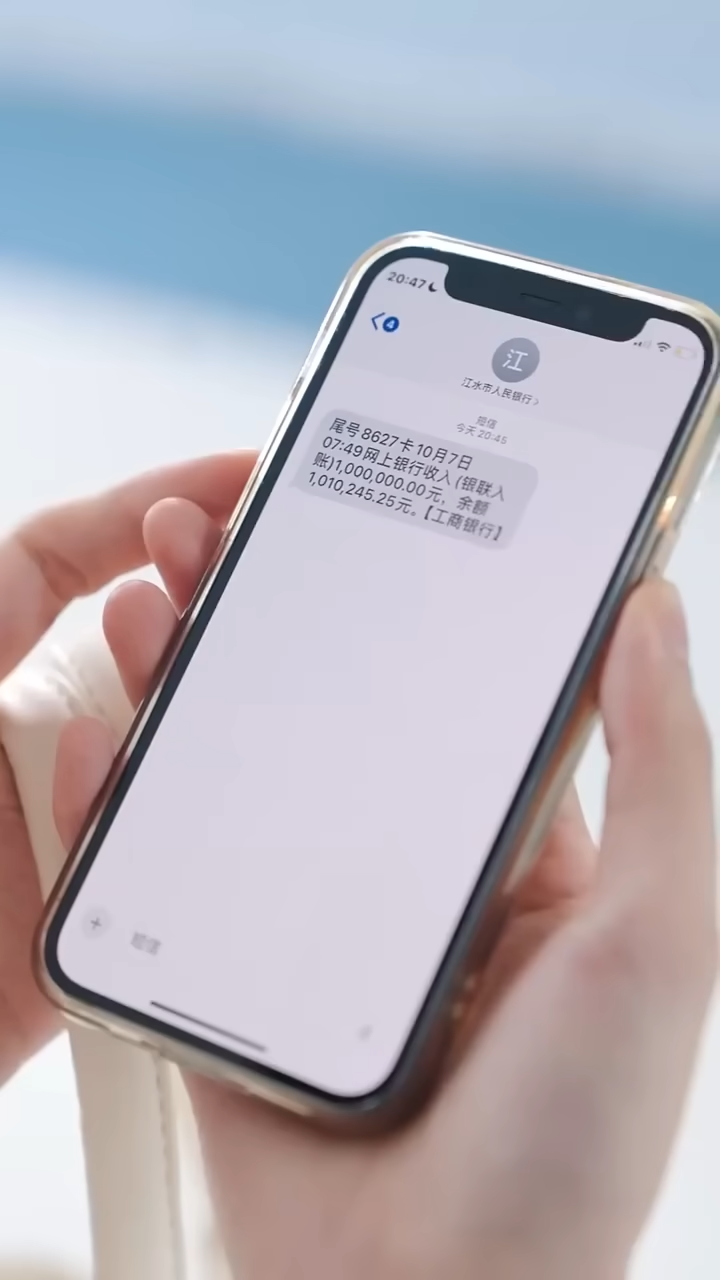 20:47
4
江
江水市人民银行
短信
今天 20:45
尾号8627卡10月7日
07:49网上银行收入(银联入
账)1,000,000.00元，余额
1,010,245.25元。【工商银行】
短信